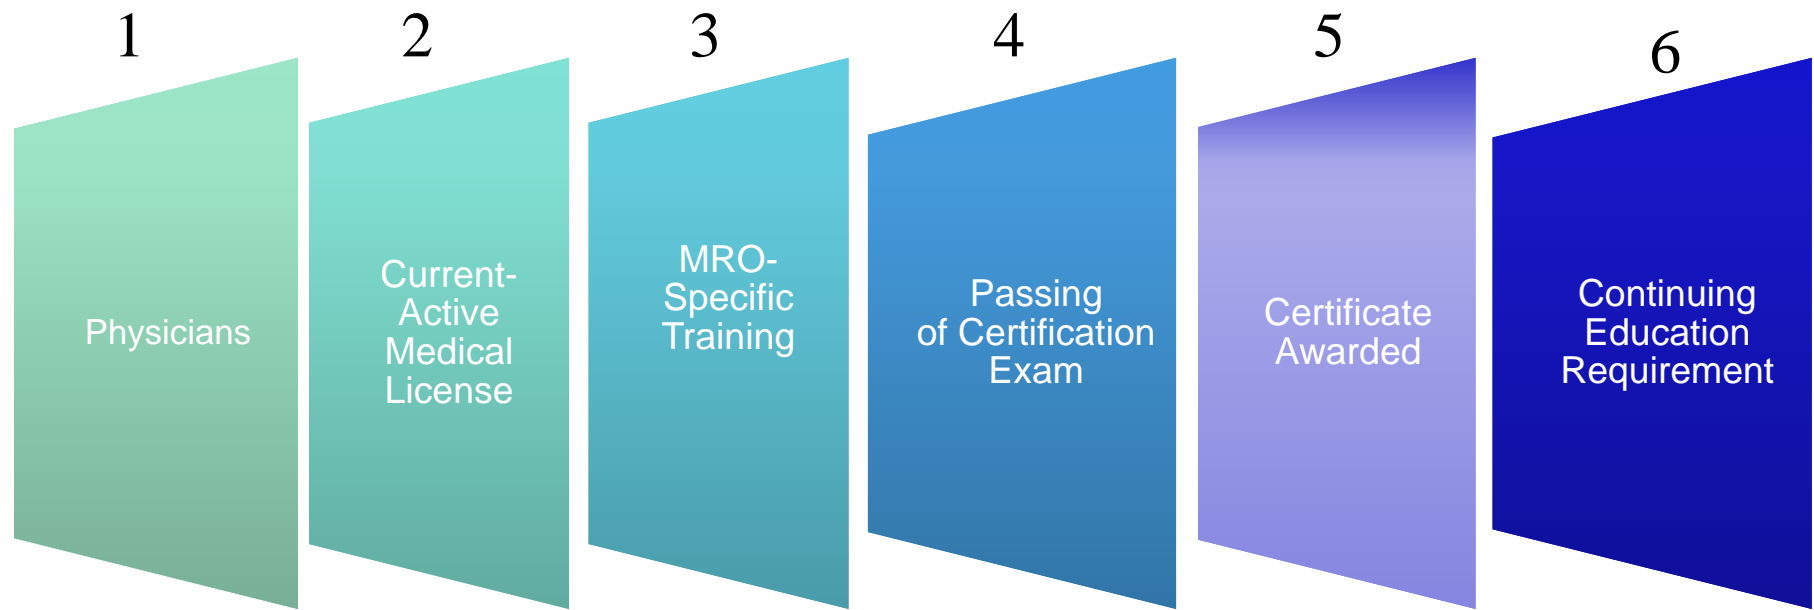 1
Physicians
2
Current-
Active
Medical
License
3
MRO-
Specific
Training
4
Passing
of Certification
Exam
5
Certificate
Awarded
6
Continuing
Education
Requirement